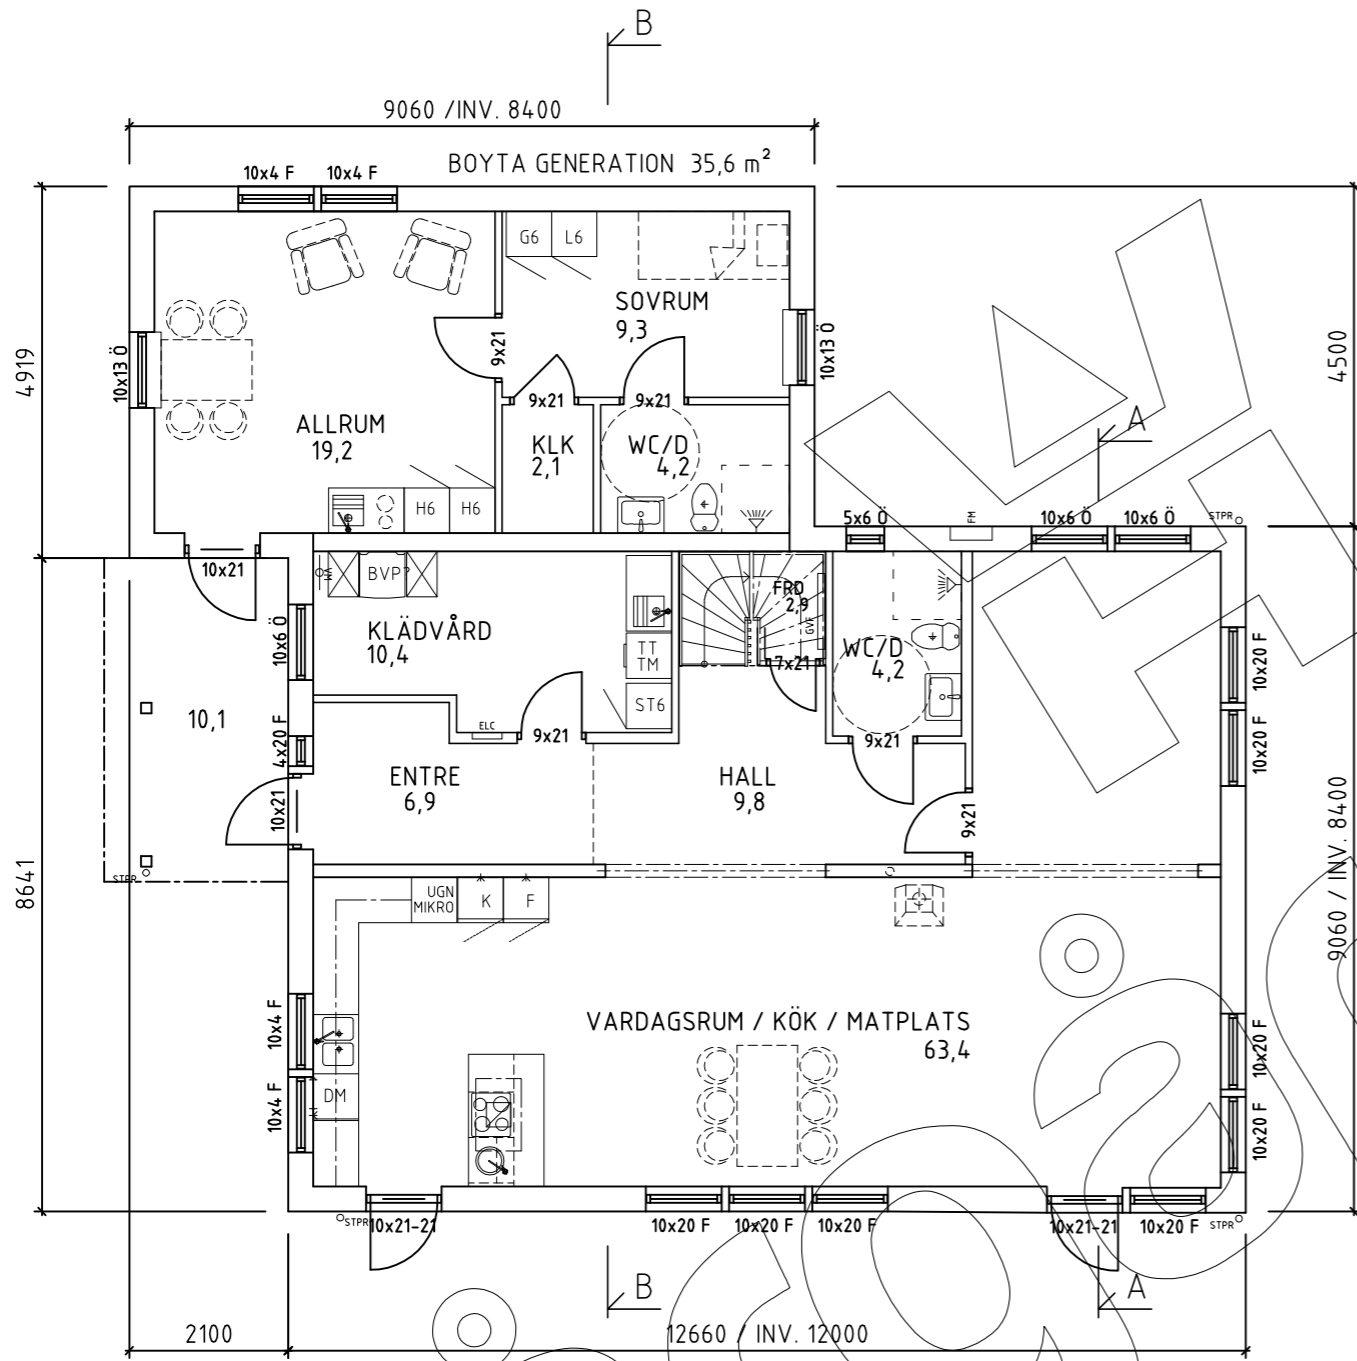 B
9060 /INV. 8400
BOYTA GENERATION 35,6 m²
10x4 F
10x4 F
G6
L6
SOVRUM
9,3
9x21
10x13 Ö
10x13 Ö
4919
4500
ALLRUM
19,2
9x21
9x21
KLK
2,1
WC/D
4,2
A
H6
H6
5x6 Ö
FM
10x6 Ö
10x6 Ö
STPR
10x21
BVP?
KLÄDVÅRD
10,4
FRD
2,9
GVF
7x21
TT
TM
ST6
WC/D
4,2
10x6 Ö
10x20 F
10,1
4x20 F
ELC
9x21
9x21
10x20 F
ENTRE
6,9
HALL
9,8
10x21
9x21
9060 / INV. 8400
8641
STPR
UGN
MIKRO
K
F
10x4 F
VARDAGSRUM / KÖK / MATPLATS
63,4
10x20 F
10x4 F
DM
10x20 F
STPR
10x21-21
10x20 F
10x20 F
10x20 F
10x21-21
10x20 F
STPR
B
A
2100
12660 / INV. 12000